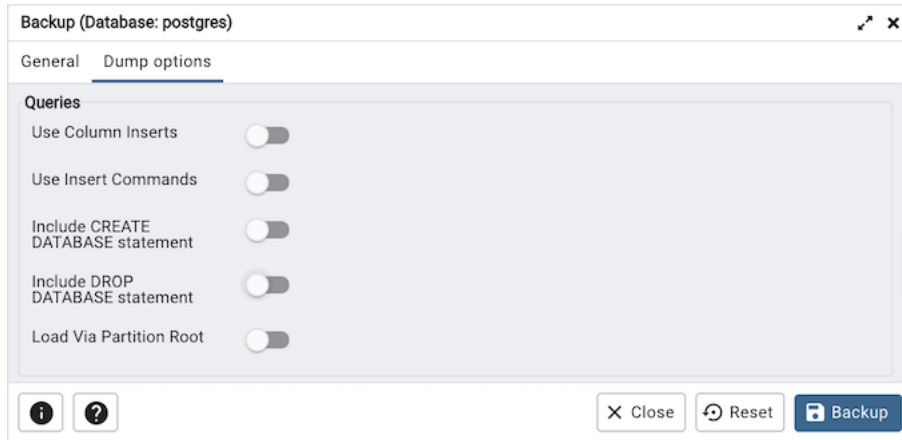 Backup (Database: postgres)
General Dump options
Queries
Use Column Inserts
Use Insert Commands
Include CREATE
DATABASE statement
Include DROP
DATABASE statement
Load Via Partition Root
Close Reset Backup